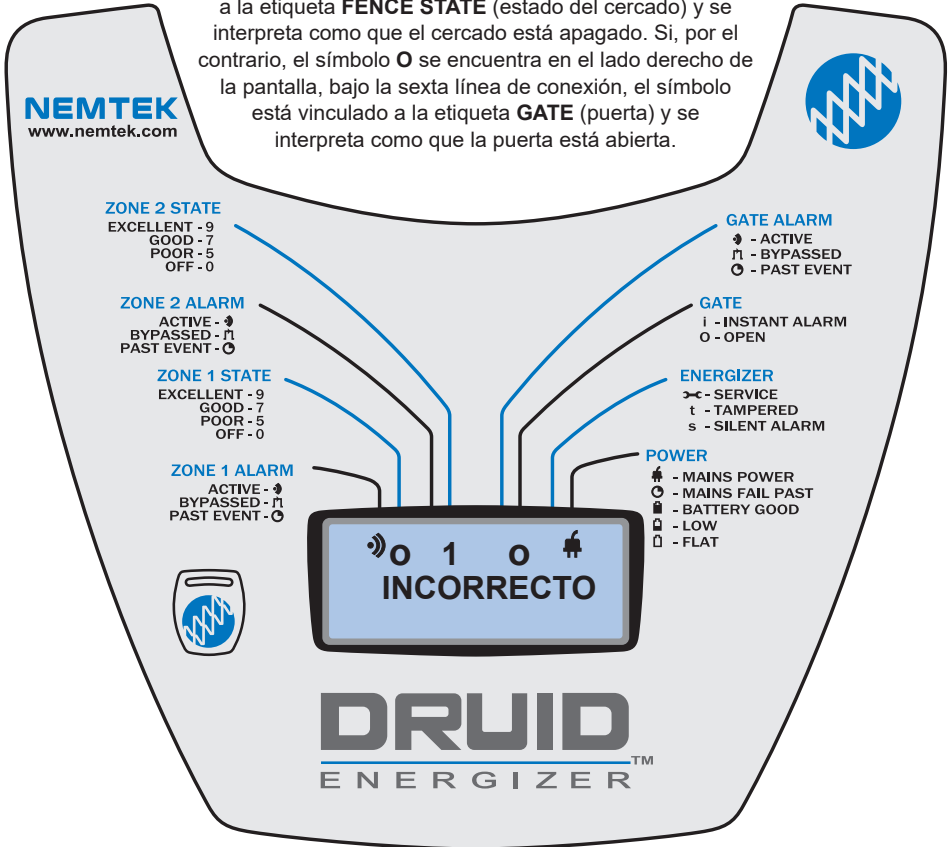 a la etiqueta FENCE STATE (estado del cercado) y se
interpreta como que el cercado está apagado. Si, por el
contrario, el símbolo O se encuentra en el lado derecho de
la pantalla, bajo la sexta línea de conexión, el símbolo
está vinculado a la etiqueta GATE (puerta) y se
interpreta como que la puerta está abierta.
NEMTEK
www.nemtek.com
ZONE 2 STATE
EXCELLENT - 9
GOOD - 7
POOR - 5
OFF - 0
ZONE 2 ALARM
ACTIVE -
BYPASSED -
PAST EVENT -
ZONE 1 STATE
EXCELLENT - 9
GOOD - 7
POOR - 5
OFF - 0
ZONE 1 ALARM
ACTIVE -
BYPASSED -
PAST EVENT -
GATE ALARM
- ACTIVE
- BYPASSED
- PAST EVENT
GATE
i - INSTANT ALARM
O - OPEN
ENERGIZER
- SERVICE
t - TAMPERED
s - SILENT ALARM
POWER
- MAINS POWER
- MAINS FAIL PAST
- BATTERY GOOD
- LOW
- FLAT
o 1 o
INCORRECTO
DRUID
ENERGIZER™